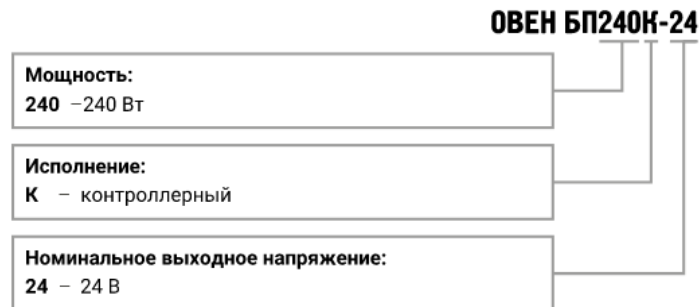 ОВЕН БП240К-24
Мощность:
240 –240 Вт
Исполнение:
К – контроллерный
Номинальное выходное напряжение:
24 – 24 В